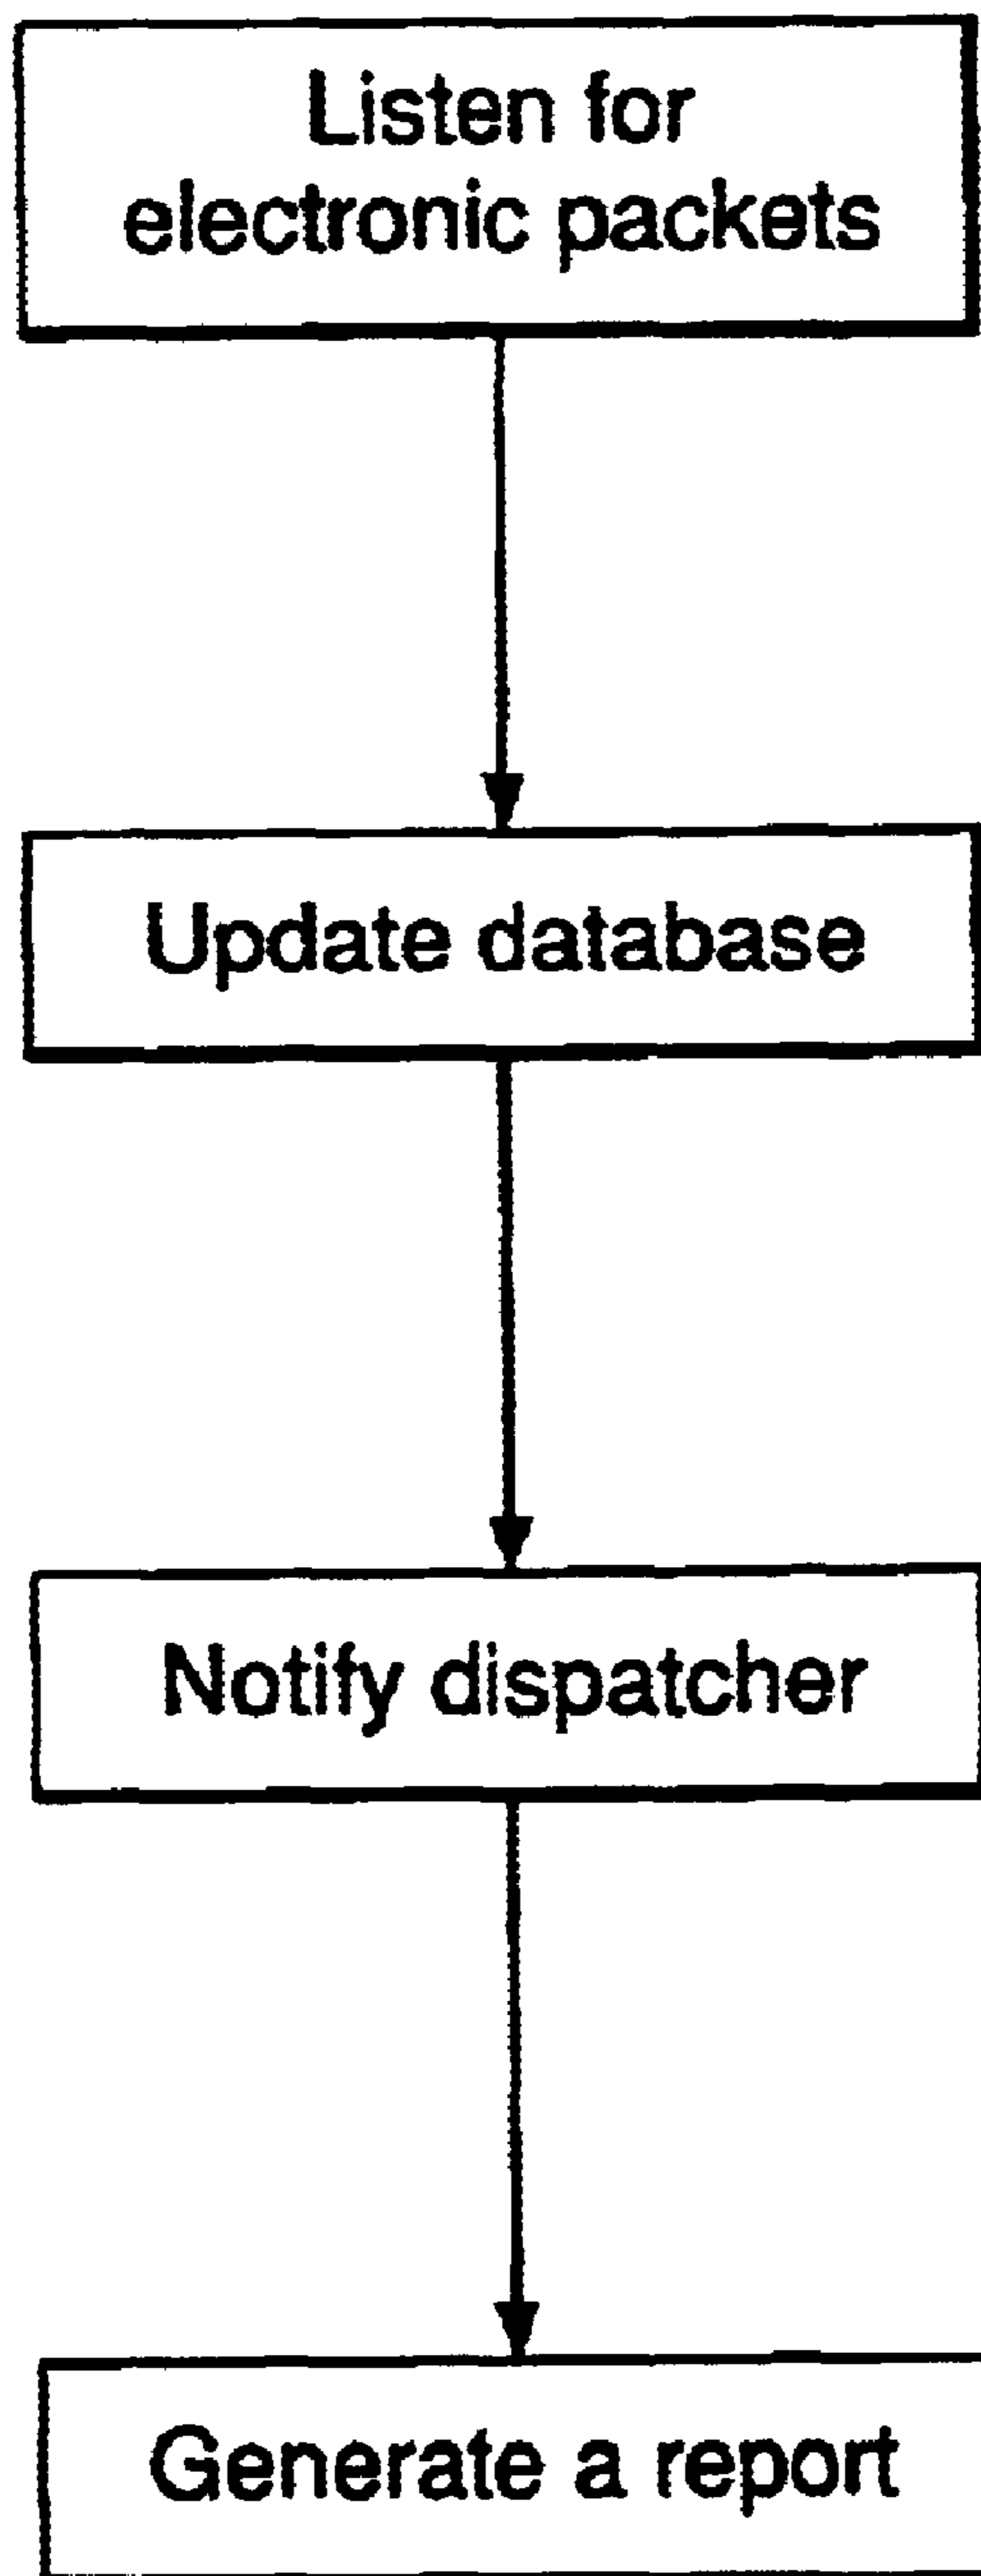 Listen for
electronic packets
Update database
Notify dispatcher
Generate a report